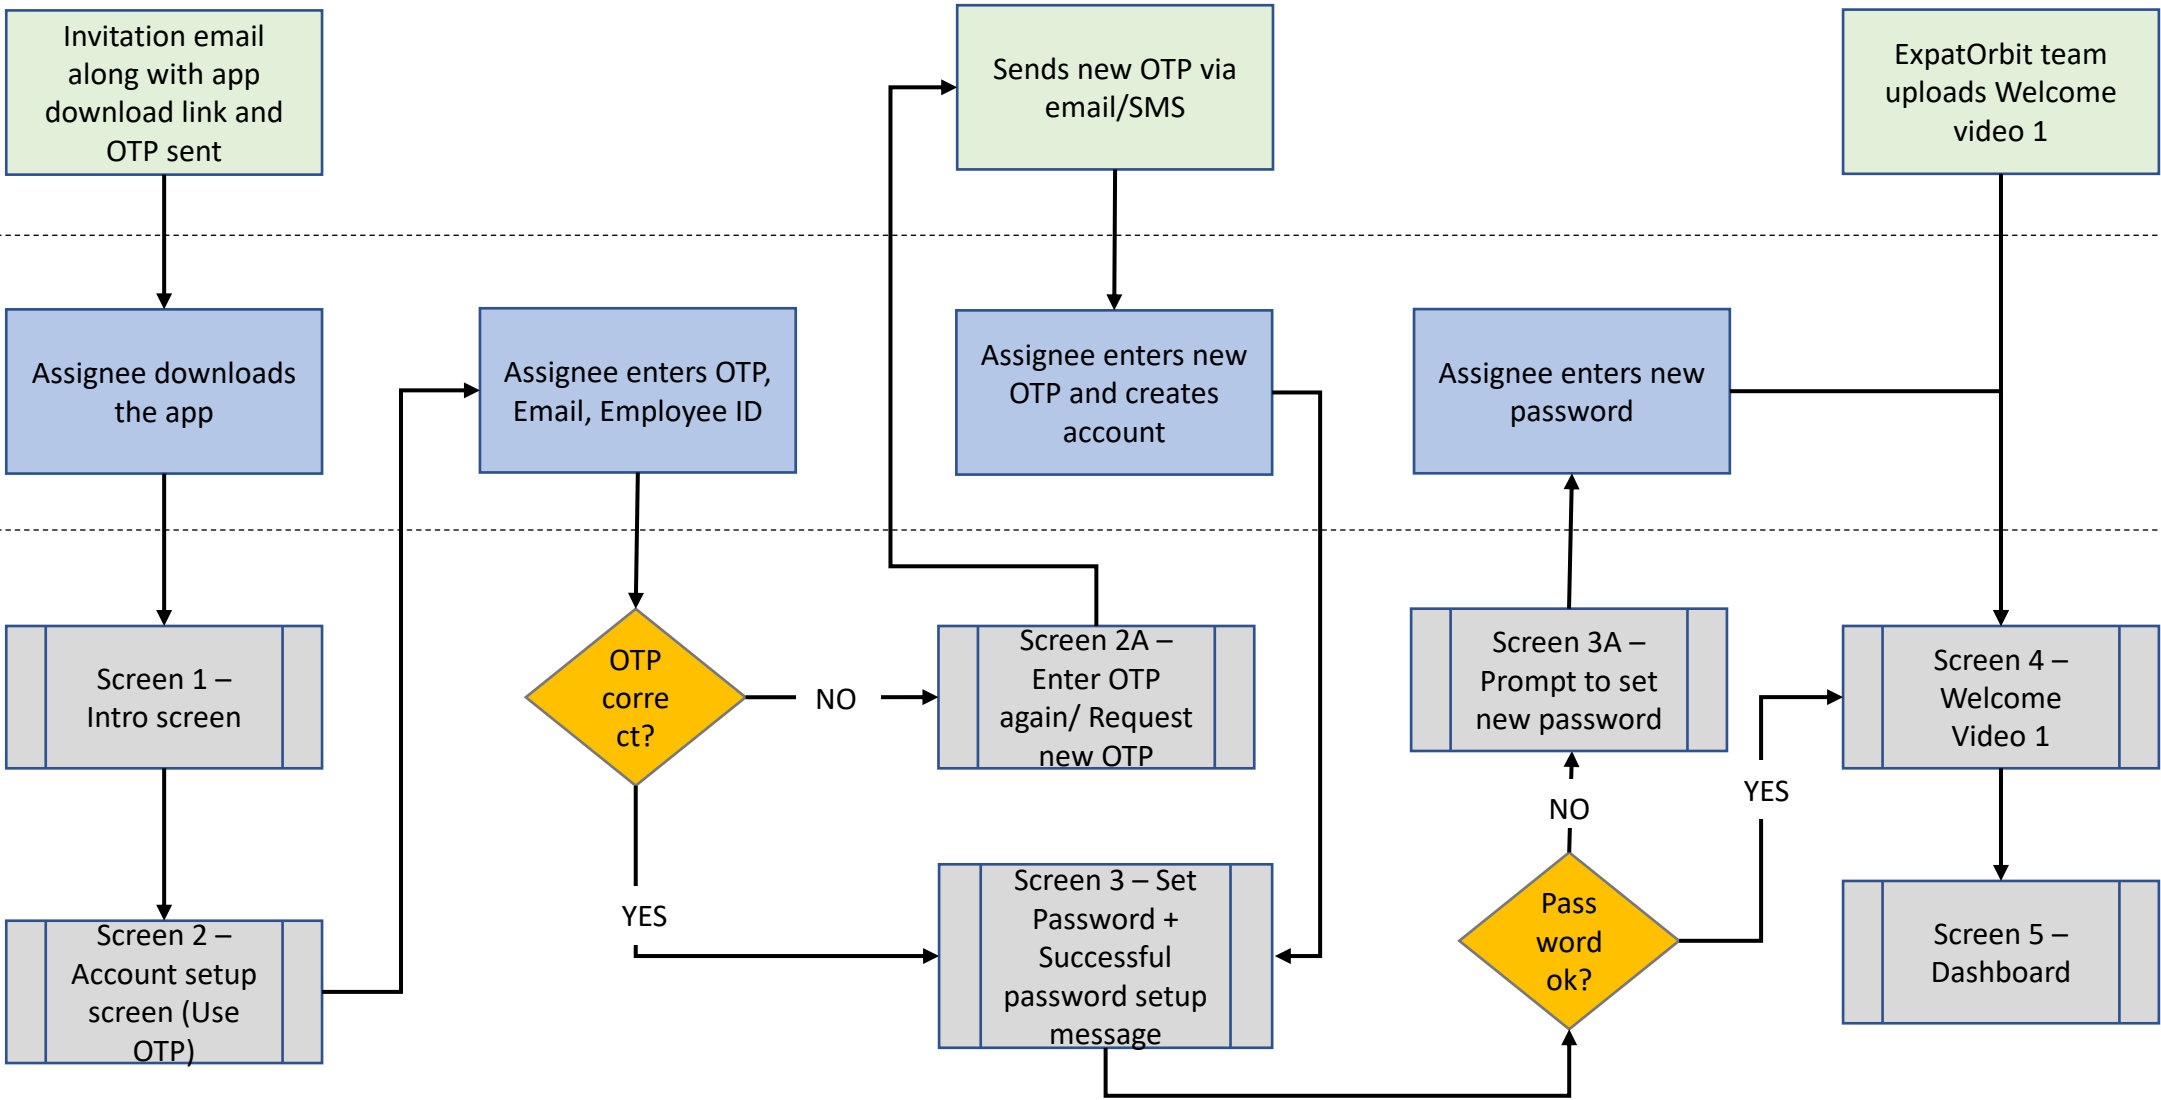 Invitation email
along with app
download link and
OTP sent
Sends new OTP via
email/SMS
ExpatOrbit team
uploads Welcome
video 1
Assignee downloads
the app
Assignee enters OTP,
Email, Employee ID
Assignee enters new
OTP and creates
account
Assignee enters new
password
Screen 1 –
Intro screen
OTP
corre
ct?
NO
Screen 2A –
Enter OTP
again/ Request
new OTP
Screen 3A –
Prompt to set
new password
Screen 4 –
Welcome
Video 1
YES
NO
Screen 2 –
Account setup
screen (Use
OTP)
YES
Screen 3 – Set
Password +
Successful
password setup
message
Pass
word
ok?
Screen 5 –
Dashboard